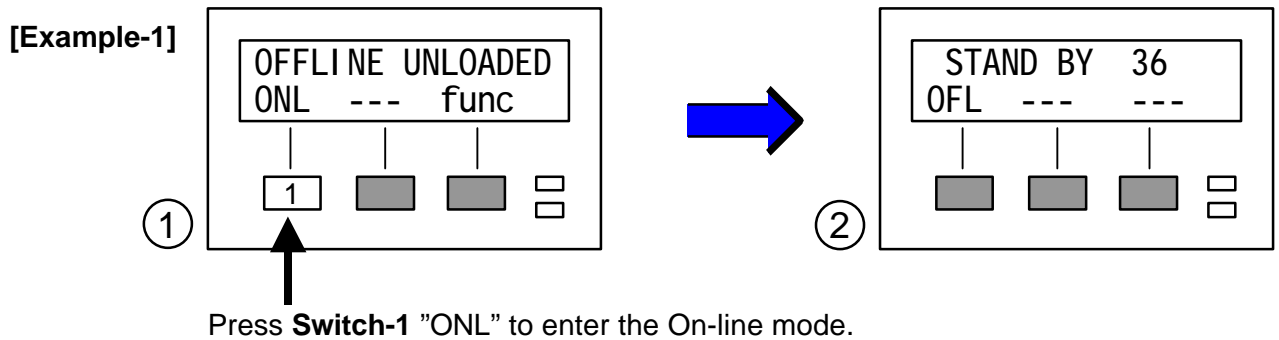 [Example-1]
OFFLINE UNLOADED
ONL --- func
1
1
STAND BY 36
OFL --- ---
2
Press Switch-1 ”ONL” to enter the On-line mode.